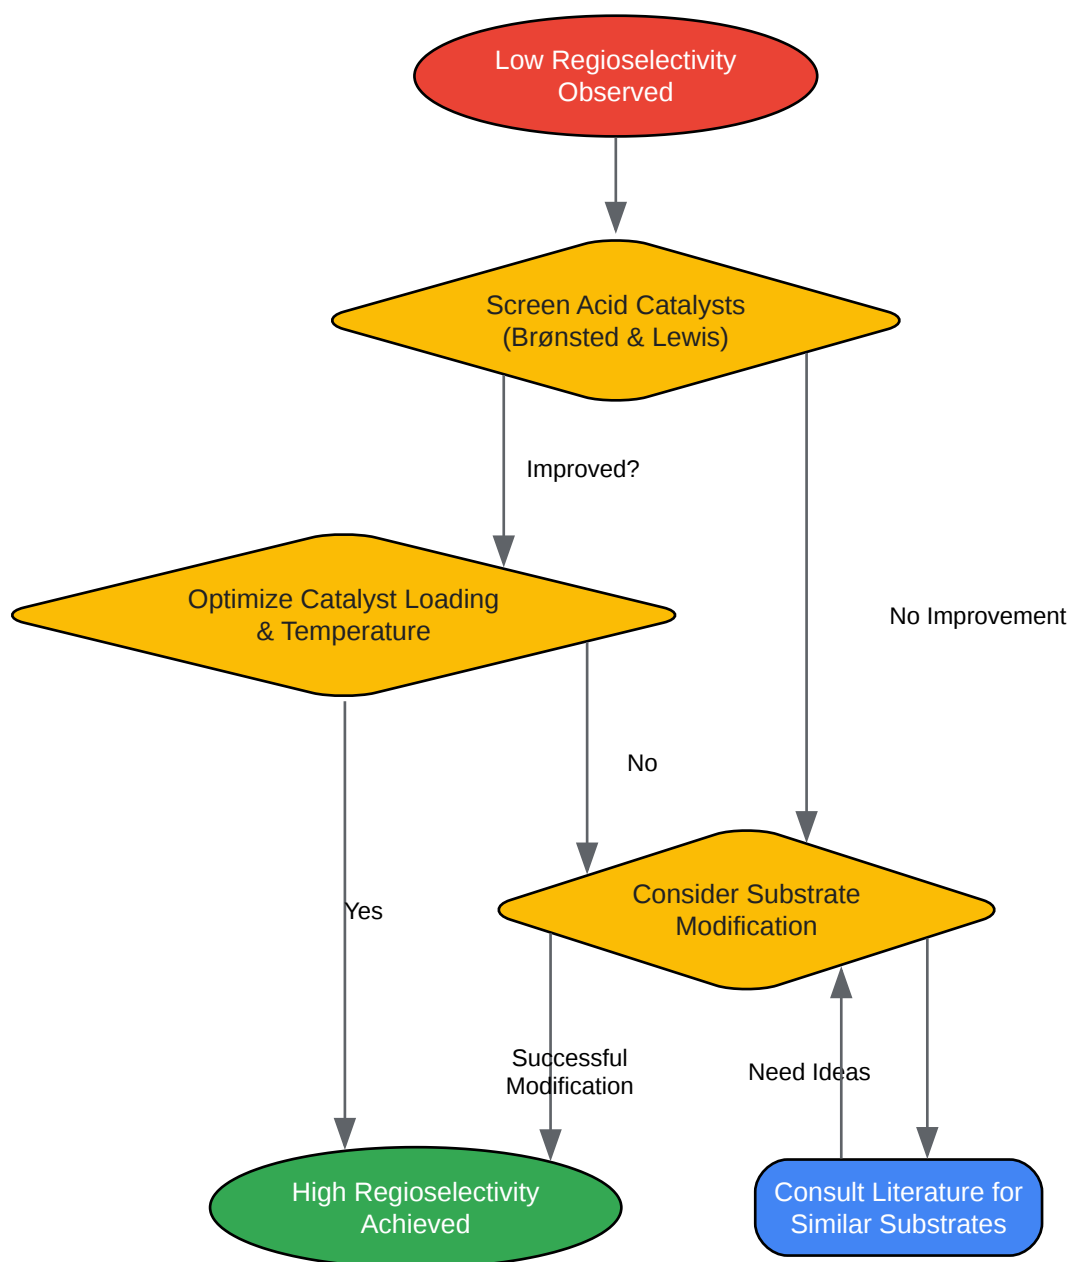 Low Regioselectivity
Observed
Screen Acid Catalysts
(Brønsted & Lewis)
Improved?
Optimize Catalyst Loading
& Temperature
No Improvement
No
Consider Substrate
Modification
Yes
Successful
Modification
Need Ideas
High Regioselectivity
Achieved
Consult Literature for
Similar Substrates